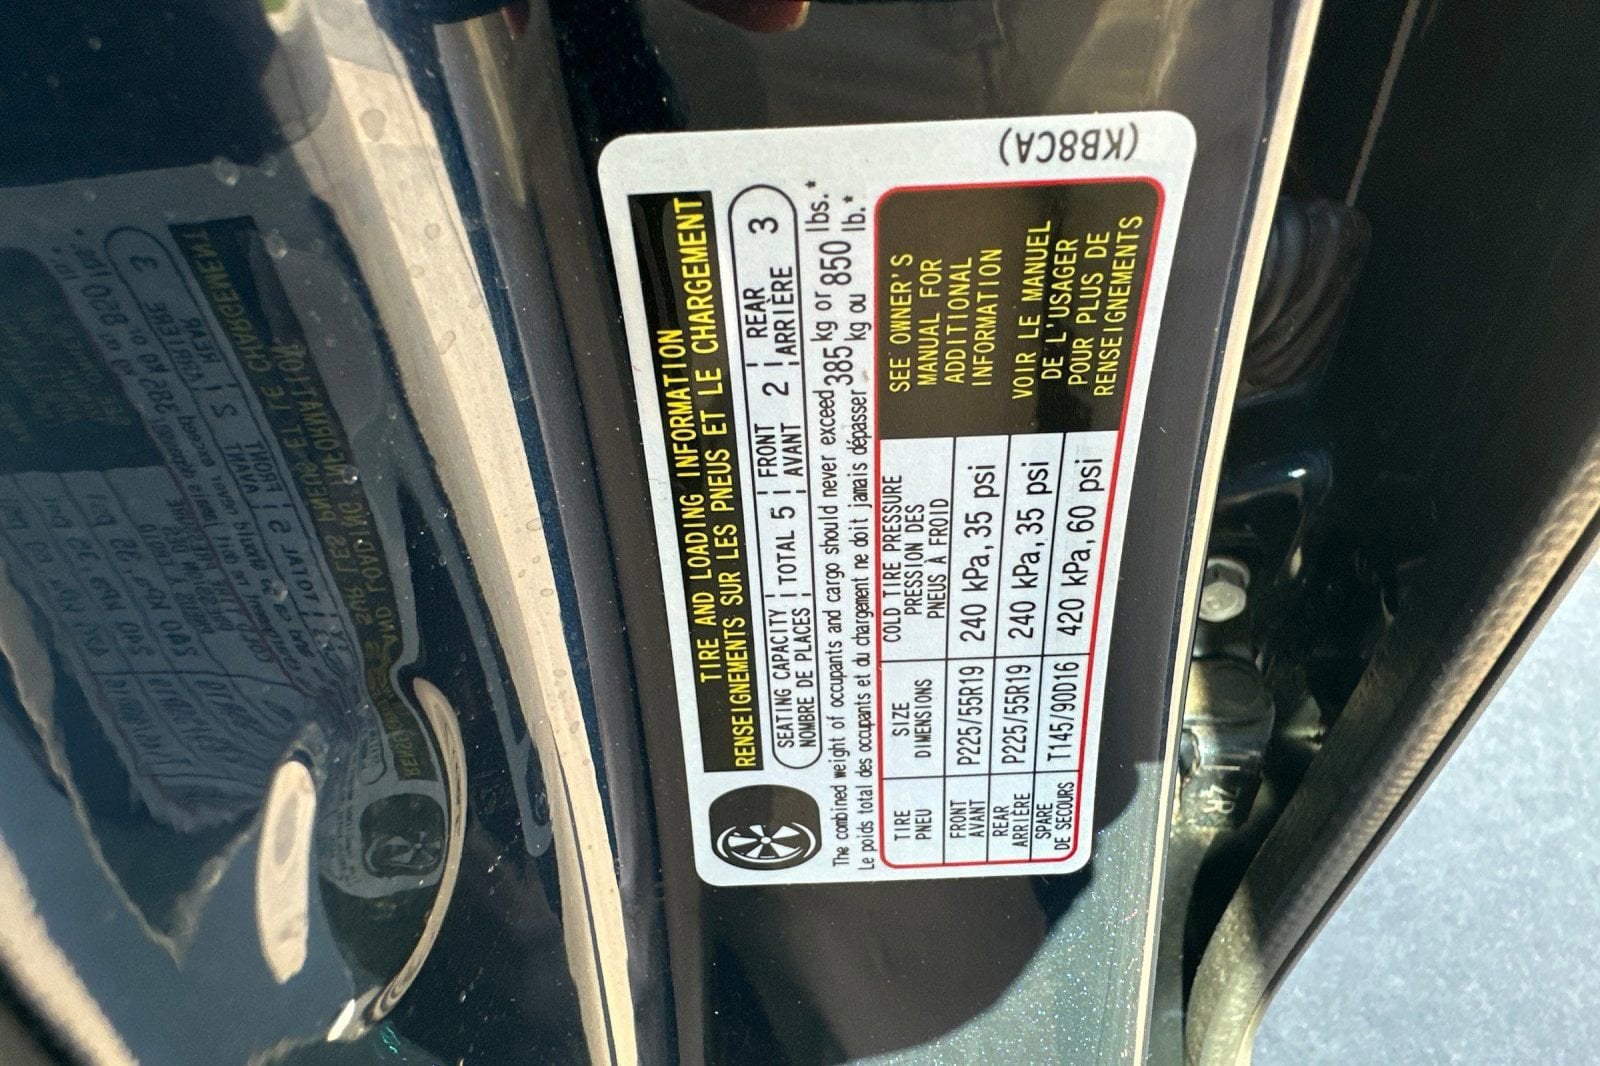 TIRE AND LOADING INFORMATION
RENSEIGNEMENTS SUR LES PNEUS ET LE CHARGEMENT
SEATING CAPACITY | TOTAL 5 | FRONT 2 | REAR 3
NOMBRE DE PLACES | AVANT | ARRIÈRE
The combined weight of occupants and cargo should never exceed 385 kg or 850 lbs.*
Le poids total des occupants et du chargement ne doit jamais dépasser kg ou lb.*
TIRE SIZE COLD TIRE PRESSURE
PNEU DIMENSIONS PRESSION DES
PNEUS À FROID
FRONT
AVANT P225/55R19 240 kPa, 35 psi
REAR
ARRIÈRE P225/55R19 240 kPa, 35 psi
SPARE
DE SECOURS T145/90D16 420 kPa, 60 psi
SEE OWNER'S
MANUAL FOR
ADDITIONAL
INFORMATION
VOIR LE MANUEL
DE L'USAGER
POUR PLUS DE
RENSEIGNEMENTS
(KB8CA)